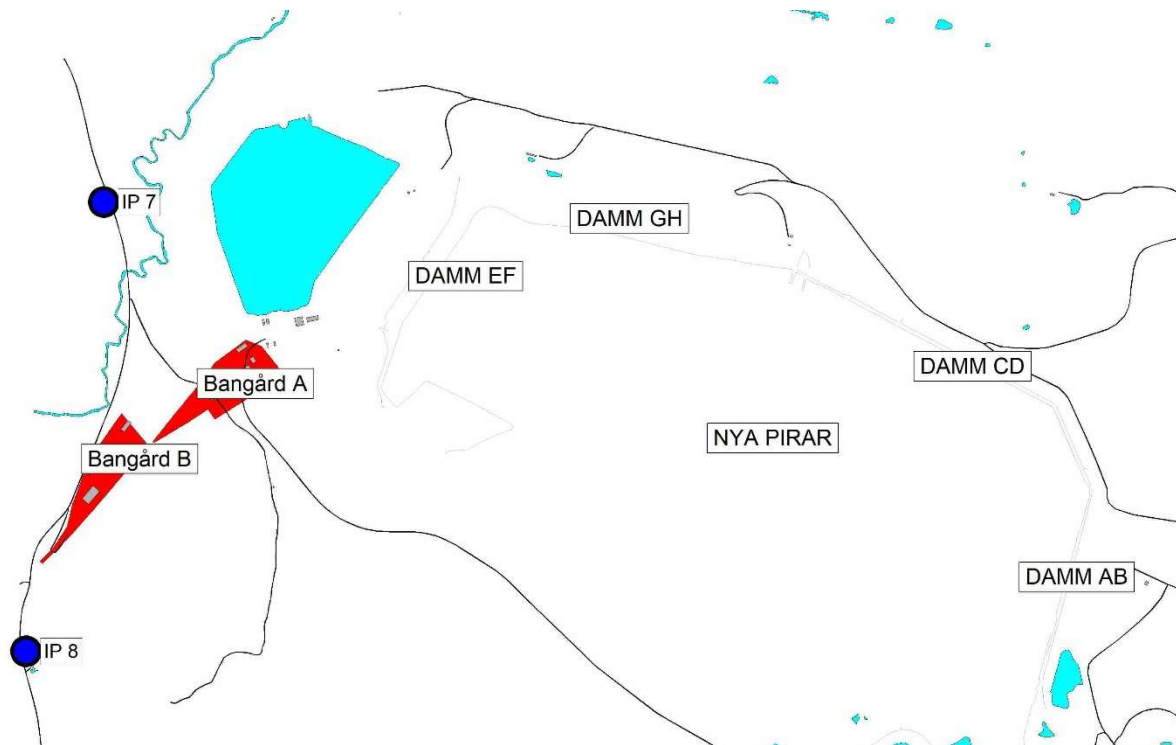 IP 7
DAMM GH
DAMM EF
DAMM CD
Bangård A
NYA PIRAR
Bangård B
DAMM AB
IP 8